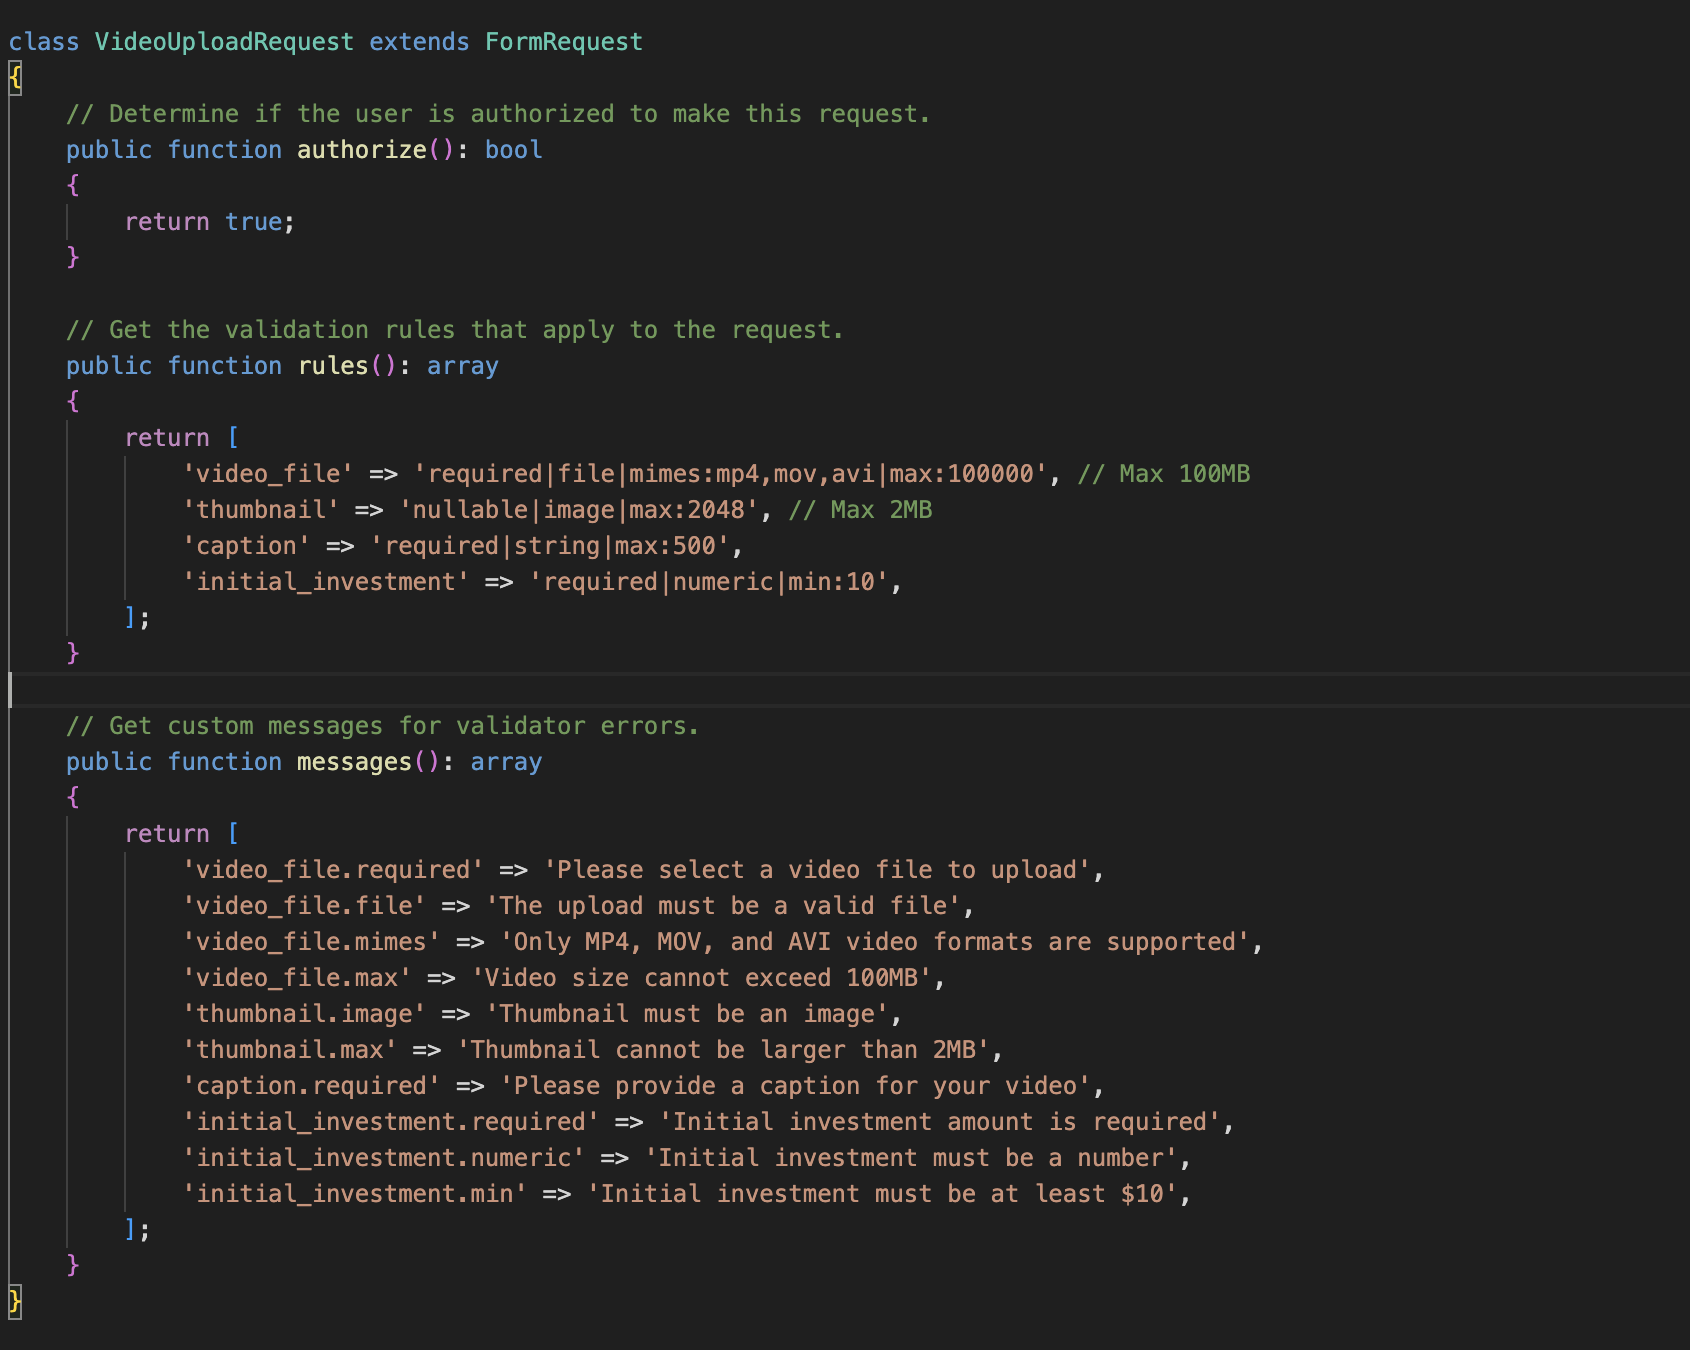 class VideoUploadRequest extends FormRequest
{
    // Determine if the user is authorized to make this request.
    public function authorize(): bool
    {
        return true;
    }

    // Get the validation rules that apply to the request.
    public function rules(): array
    {
        return [
            'video_file' => 'required|file|mimes:mp4,mov,avi|max:100000', // Max 100MB
            'thumbnail' => 'nullable|image|max:2048', // Max 2MB
            'caption' => 'required|string|max:500',
            'initial_investment' => 'required|numeric|min:10',
        ];
    }

    // Get custom messages for validator errors.
    public function messages(): array
    {
        return [
            'video_file.required' => 'Please select a video file to upload',
            'video_file.file' => 'The upload must be a valid file',
            'video_file.mimes' => 'Only MP4, MOV, and AVI video formats are supported',
            'video_file.max' => 'Video size cannot exceed 100MB',
            'thumbnail.image' => 'Thumbnail must be an image',
            'thumbnail.max' => 'Thumbnail cannot be larger than 2MB',
            'caption.required' => 'Please provide a caption for your video',
            'initial_investment.required' => 'Initial investment amount is required',
            'initial_investment.numeric' => 'Initial investment must be a number',
            'initial_investment.min' => 'Initial investment must be at least $10',
        ];
    }
}